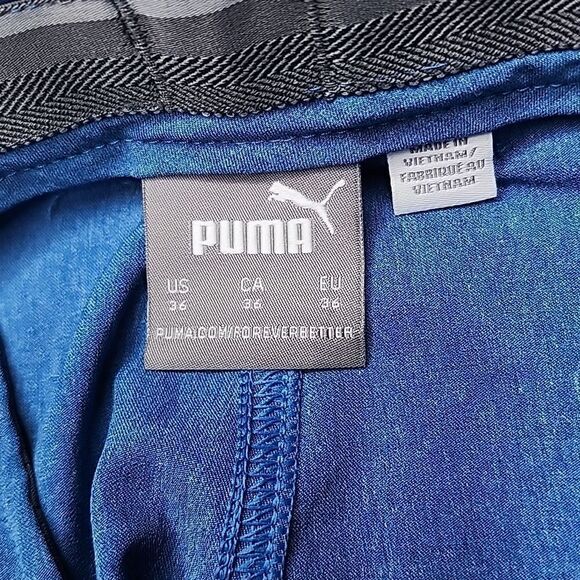 MADE IN
VIETNAM/
FABRIQUÉ AU
VIETNAM
PUMA
US CA EU
36 36 36
PUMA.COM/FOREVERBETTER